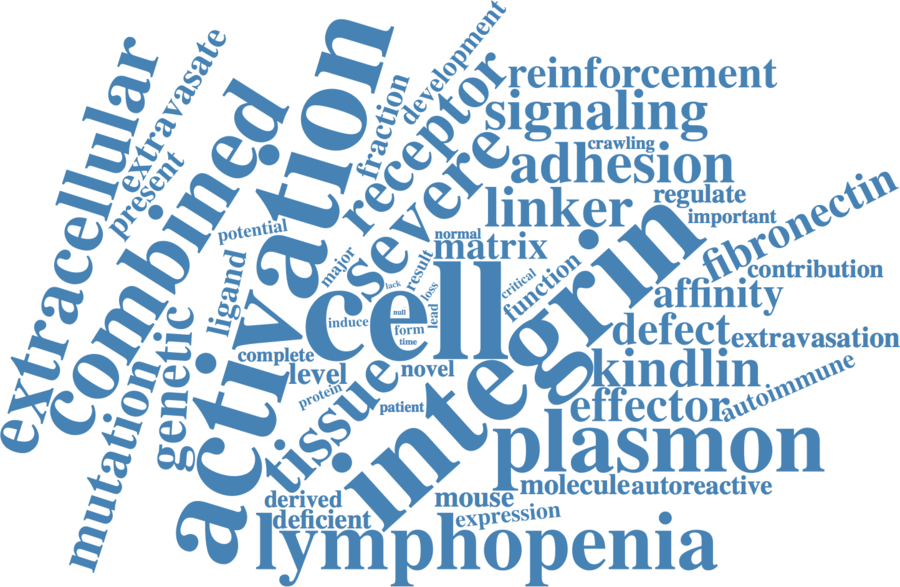 extracellular
extravasate
present
combined
activation
fraction
development
receptor
severe
reinforcement
signaling
crawling
adhesion
linker
regulate
important
normal
matrix
potential
ligand
major
lack
result
loss
lead
critical
function
cell
null
induce
form
time
integrin
fibronectin
contribution
affinity
defect
extravasation
kindlin
autoimmune
effector
plasmon
complete
level
novel
protein
patient
tissue
mutation
genetic
molecule
autoreactive
mouse
derived
deficient
expression
lymphopenia